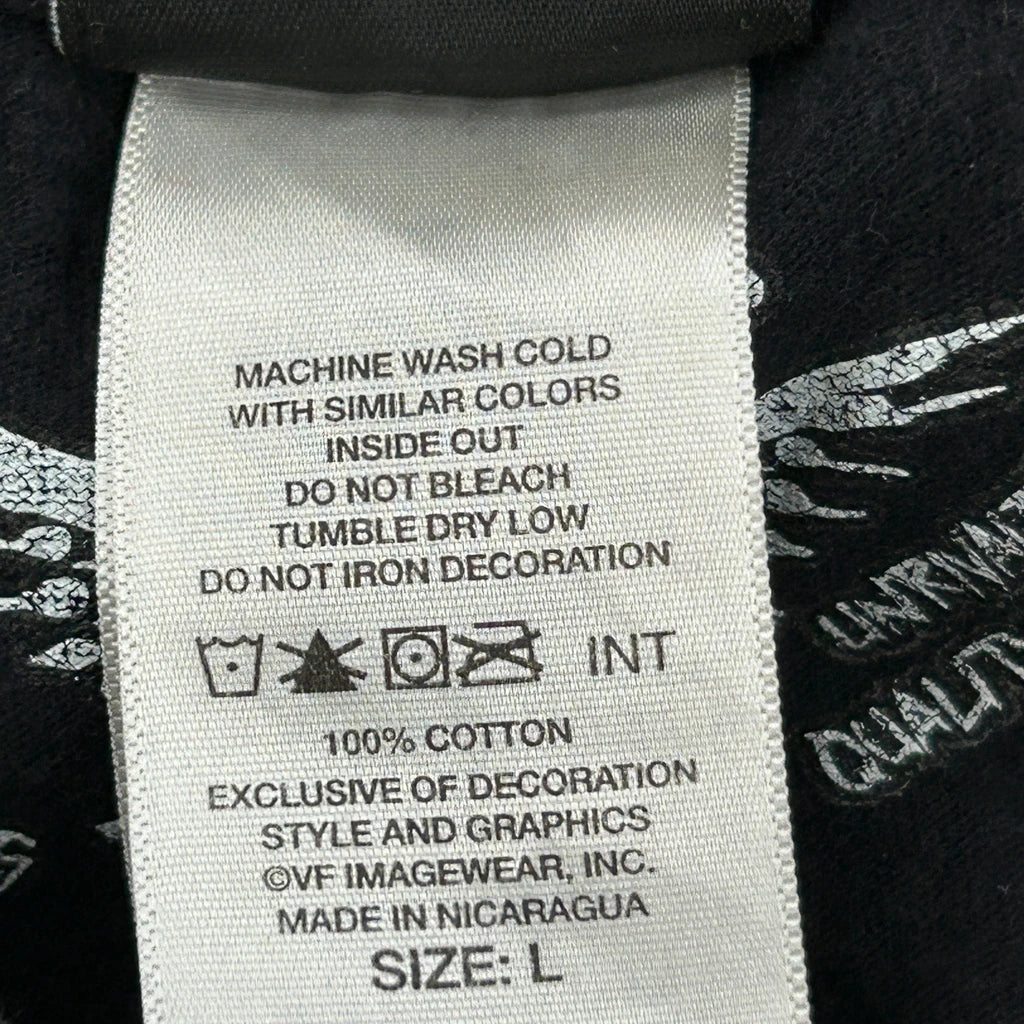 MACHINE WASH COLD
WITH SIMILAR COLORS
INSIDE OUT
DO NOT BLEACH
TUMBLE DRY LOW
DO NOT IRON DECORATION
INT
100% COTTON
EXCLUSIVE OF DECORATION
STYLE AND GRAPHICS
©VF IMAGEWEAR, INC.
MADE IN NICARAGUA
SIZE: L
QUALITY